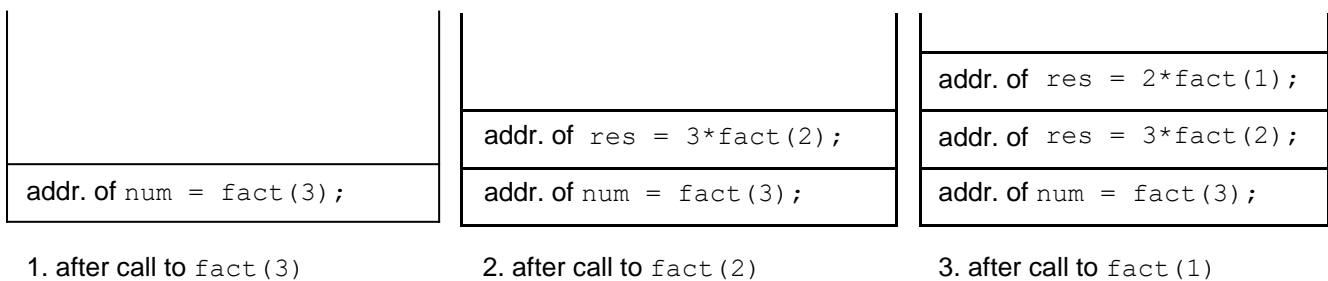 addr. of num = fact(3);
1. after call to fact(3)
addr. of res = 3*fact(2);
addr. of num = fact(3);
2. after call to fact(2)
addr. of res = 2*fact(1);
addr. of res = 3*fact(2);
addr. of num = fact(3);
3. after call to fact(1)